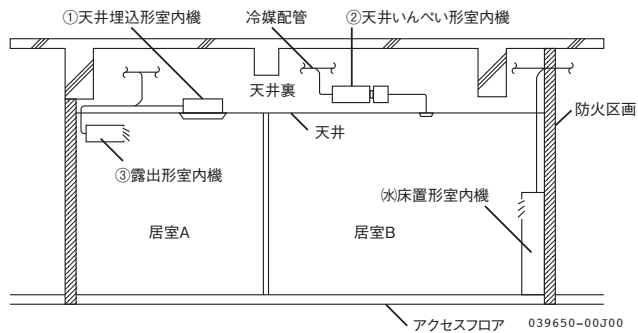 ①天井埋込形室内機
冷媒配管
②天井いんぺい形室内機
天井裏
防火区画
天井
③露出形室内機
㈬床置形室内機
居室A
居室B
アクセスフロア
039650-00J00